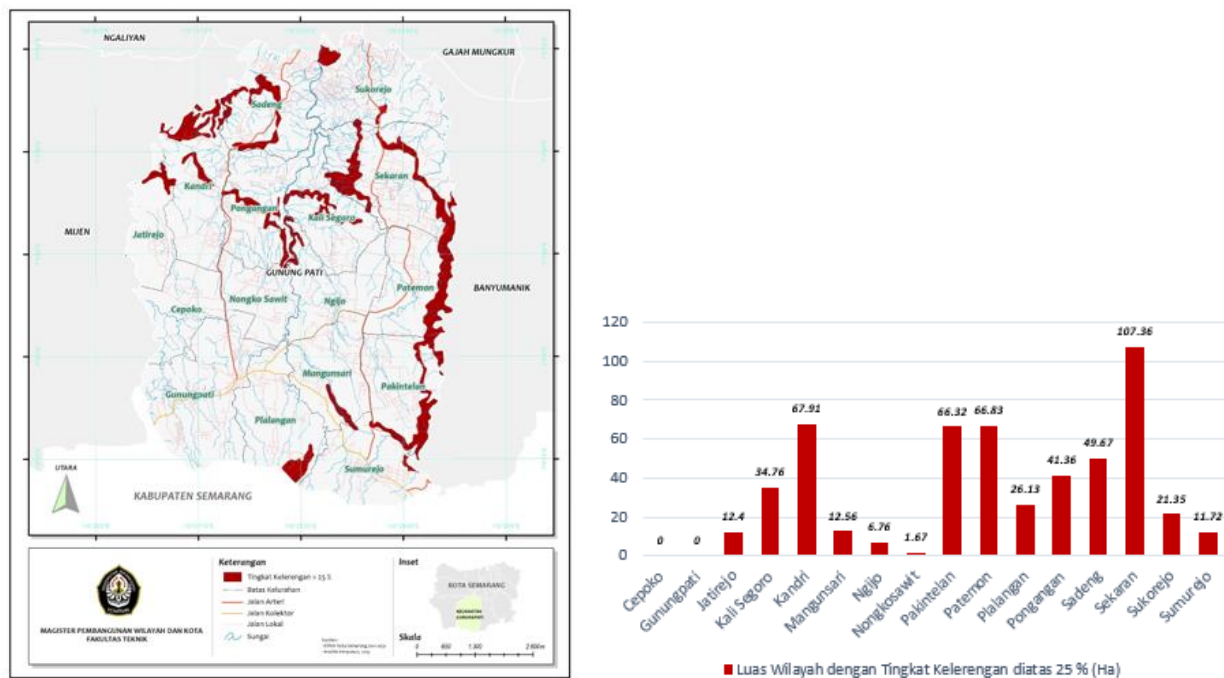 NGALIYAN
GAJAH MUNGKUR
Sadeng
Sukorejo
Kandri
Sekaran
Pongangan
Kali Segoro
MIJEN
Jatirejo
GUNUNG PATI
BANYUMANIK
Nongko Sawit
Ngijo
Patemon
Cepoko
Mangunsari
Pakintelan
Gunungpati
Plalangan
Sumurejo
UTARA
KABUPATEN SEMARANG
MAGISTER PEMBANGUNAN WILAYAH DAN KOTA
FAKULTAS TEKNIK
Keterangan
Tingkat Kelerengan > 25 %
Batas Kelurahan
Jalan Arteri
Jalan Kolektor
Jalan Lokal
Sungai
Inset
KOTA SEMARANG
KECAMATAN
GUNUNGPATI
Skala
120
100
80
60
40
20
0
0
0
12.4
34.76
67.91
12.56
6.76
1.67
66.32
66.83
26.13
41.36
49.67
107.36
21.35
11.72
Cepoko
Gunungpati
Jatirejo
Kali Segoro
Kandri
Mangunsari
Ngijo
Nongkosawit
Pakintelan
Patemon
Plalangan
Pongangan
Sadeng
Sekaran
Sukorejo
Sumurejo
Luas Wilayah dengan Tingkat Kelerengan diatas 25 % (Ha)